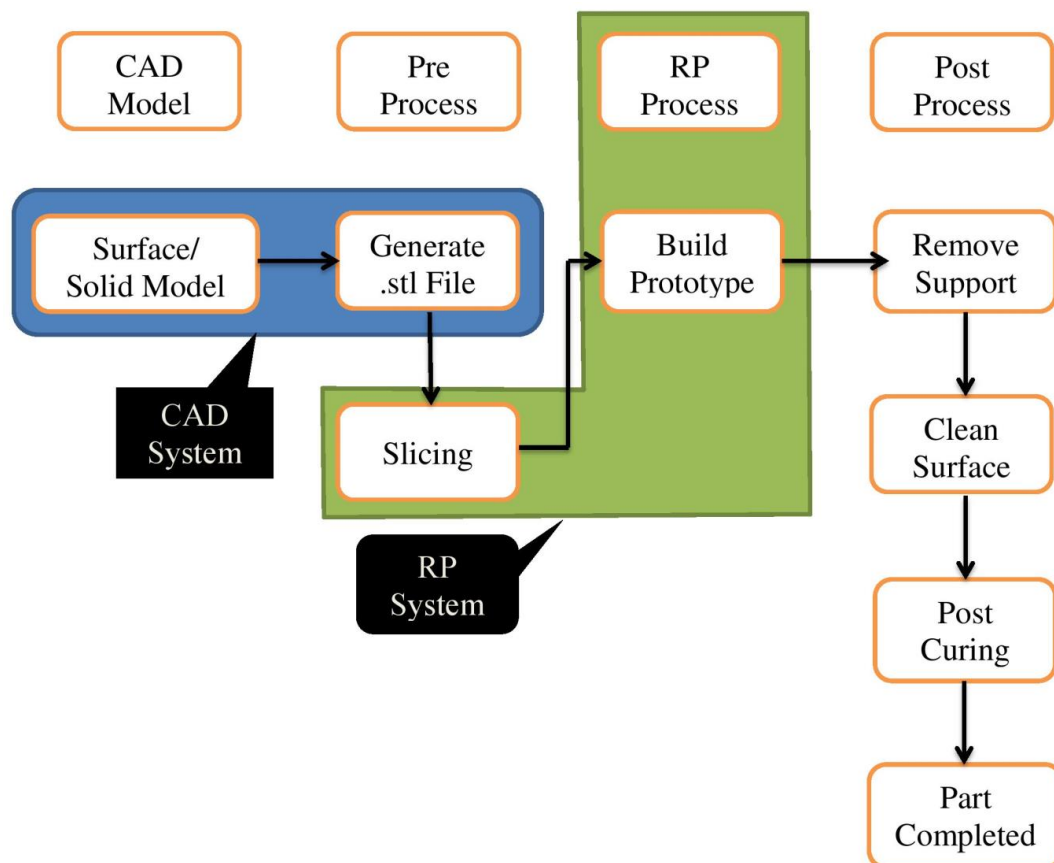 CAD
Model
Pre
Process
RP
Process
Post
Process
Surface/
Solid Model
Generate
.stl File
Build
Prototype
Remove
Support
CAD
System
Slicing
Clean
Surface
RP
System
Post
Curing
Part
Completed